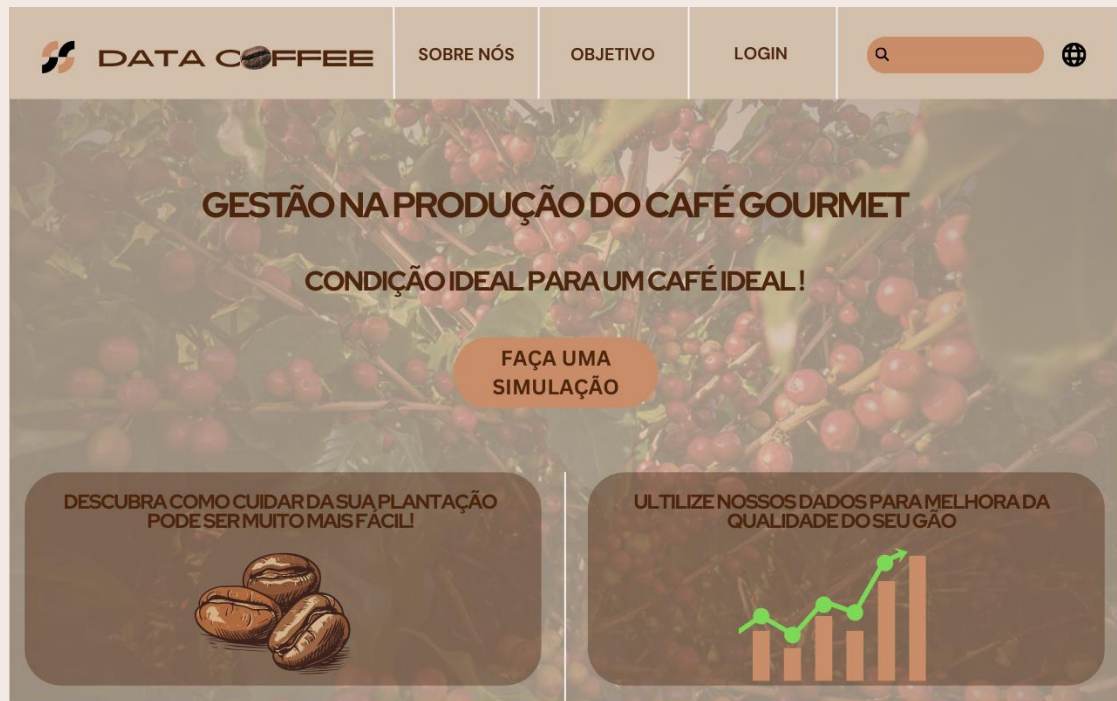 DATA COFFEE
SOBRE NÓS
OBJETIVO
LOGIN
GESTÃO NA PRODUÇÃO DO CAFÉ GOURMET
CONDIÇÃO IDEAL PARA UM CAFÉ IDEAL !
FAÇA UMA
SIMULAÇÃO
DESCUBRA COMO CUIDAR DA SUA PLANTAÇÃO
PODE SER MUITO MAIS FÁCIL!
ULTILIZE NOSSOS DADOS PARA MELHORA DA
QUALIDADE DO SEU GÃO